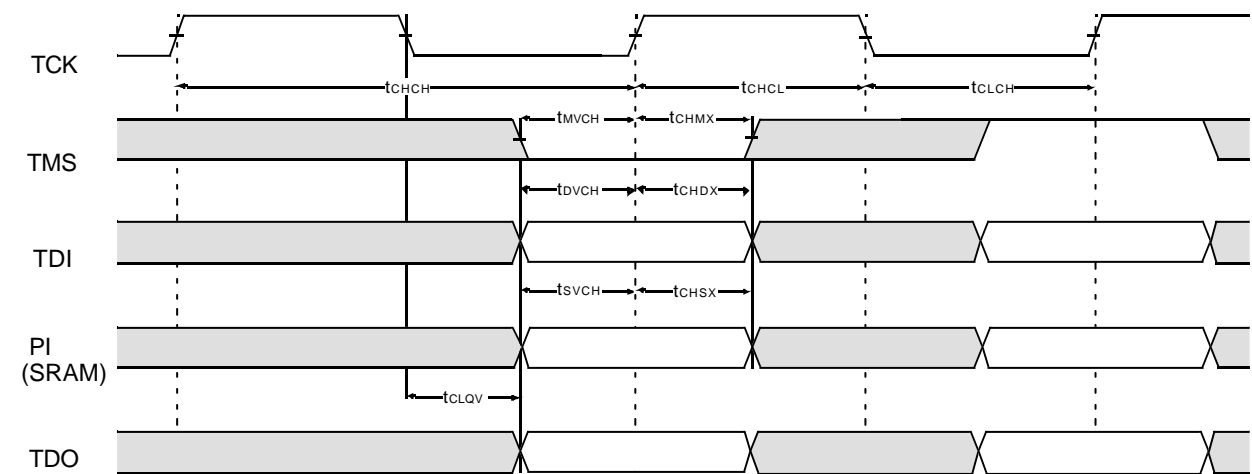 TCK
tCHCH
tCHCL
tCLCH
tMVCH
tCHMX
TMS
tDVCH
tCHDX
TDI
tSVCH
tCHSX
PI
(SRAM)
tCLQV
TDO